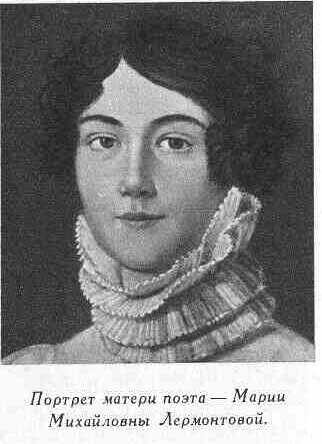 Портрет матери поэта — Марии
Михайловны Лермонтовой.